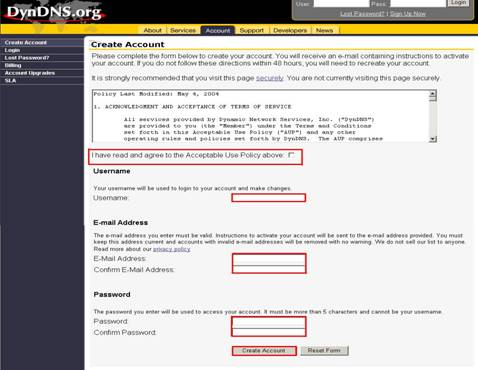 DynDNS.org
User:
Pass:
Login
Lost Password? | Sign Up Now
About
Services
Account
Support
Developers
News
Create Account
Login
Lost Password?
Billing
Account Upgrades
SLA
Create Account
Please complete the form below to create your account. You will receive an e-mail containing instructions to activate
your account. If you do not follow these directions within 48 hours, you will need to recreate your account.
It is strongly recommended that you visit this page securely. You are not currently visiting this page securely.
Policy Last Modified: May 4, 2004
1. ACKNOWLEDGMENT AND ACCEPTANCE OF TERMS OF SERVICE
All services provided by Dynamic Network Services, Inc. ("DynDNS")
are provided to you (the "Member") under the Terms and Conditions
set forth in this Acceptable Use Policy ("AUP") and any other
operating rules and policies set forth by DynDNS. The AUP comprises
I have read and agree to the Acceptable Use Policy above:
Username
Your username will be used to login to your account and make changes.
Username:
E-mail Address
The e-mail address you enter must be valid. Instructions to activate your account will be sent to the e-mail address provided. You must
keep this address current and accounts with invalid e-mail addresses will be removed with no warning. We do not sell our list to anyone.
Read more about our privacy policy.
E-Mail Address:
Confirm E-Mail Address:
Password
The password you enter will be used to access your account. It must be more than 5 characters and cannot be your username.
Password:
Confirm Password:
Create Account
Reset Form